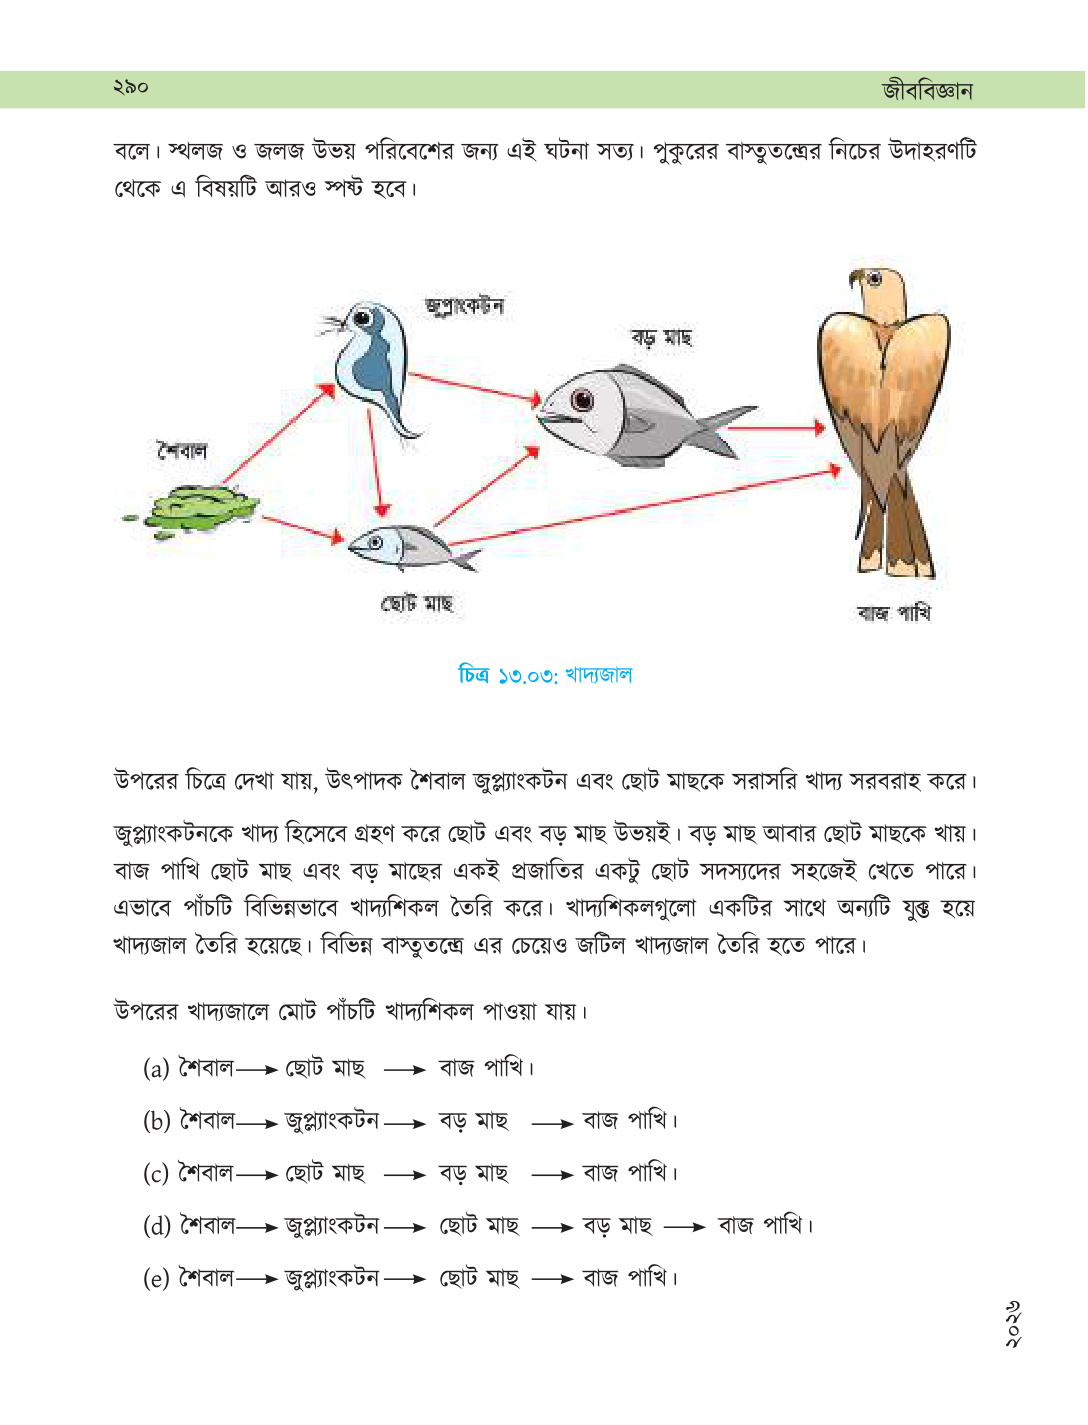 ২৯০
জীববিজ্ঞান
বলে। স্থলজ ও জলজ উভয় পরিবেশের জন্য এই ঘটনা সত্য। পুকুরের বাস্তুতন্ত্রের নিচের উদাহরণটি
থেকে এ বিষয়টি আরও স্পষ্ট হবে।
জুপ্লাংকটন
বড় মাছ
শৈবাল
ছোট মাছ
বাজ পাখি
চিত্র ১৩.০৩: খাদ্যজাল
উপরের চিত্রে দেখা যায়, উৎপাদক শৈবাল জুপ্ল্যাংকটন এবং ছোট মাছকে সরাসরি খাদ্য সরবরাহ করে।
জুপ্ল্যাংকটনকে খাদ্য হিসেবে গ্রহণ করে ছোট এবং বড় মাছ উভয়ই। বড় মাছ আবার ছোট মাছকে খায়।
বাজ পাখি ছোট মাছ এবং বড় মাছের একই প্রজাতির একটু ছোট সদস্যদের সহজেই খেতে পারে।
এভাবে পাঁচটি বিভিন্নভাবে খাদ্যশিকল তৈরি করে। খাদ্যশিকলগুলো একটির সাথে অন্যটি যুক্ত হয়ে
খাদ্যজাল তৈরি হয়েছে। বিভিন্ন বাস্তুতন্ত্রে এর চেয়েও জটিল খাদ্যজাল তৈরি হতে পারে।
উপরের খাদ্যজালে মোট পাঁচটি খাদ্যশিকল পাওয়া যায়।
(a) শৈবাল → ছোট মাছ → বাজ পাখি।
(b) শৈবাল → জুপ্ল্যাংকটন → বড় মাছ → বাজ পাখি।
(c) শৈবাল → ছোট মাছ → বড় মাছ → বাজ পাখি।
(d) শৈবাল → জুপ্ল্যাংকটন → ছোট মাছ → বড় মাছ → বাজ পাখি।
(e) শৈবাল → জুপ্ল্যাংকটন → ছোট মাছ → বাজ পাখি।
২০২৬